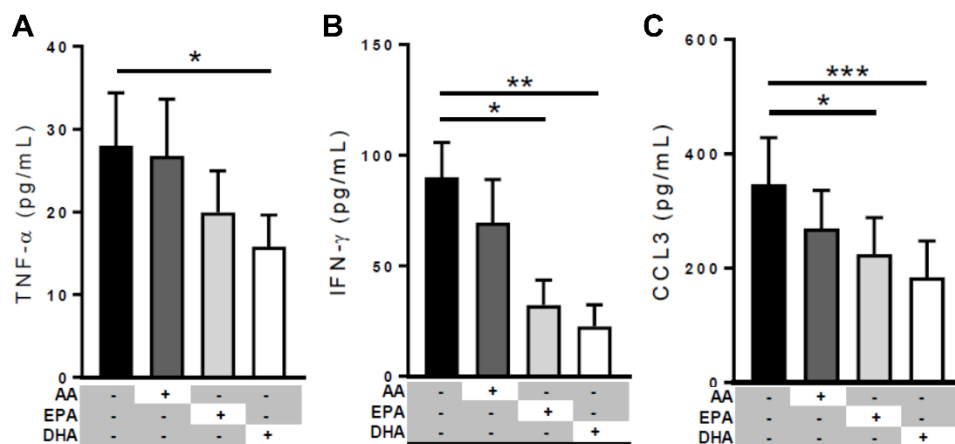 A
*
TNF-α (pg/mL)
40
30
20
10
0
AA - + - -
EPA - - + -
DHA - - - +
B
**
*
IFN-γ (pg/mL)
150
100
50
0
AA - + - -
EPA - - + -
DHA - - - +
C
***
*
CCL3 (pg/mL)
600
400
200
0
AA - + - -
EPA - - + -
DHA - - - +